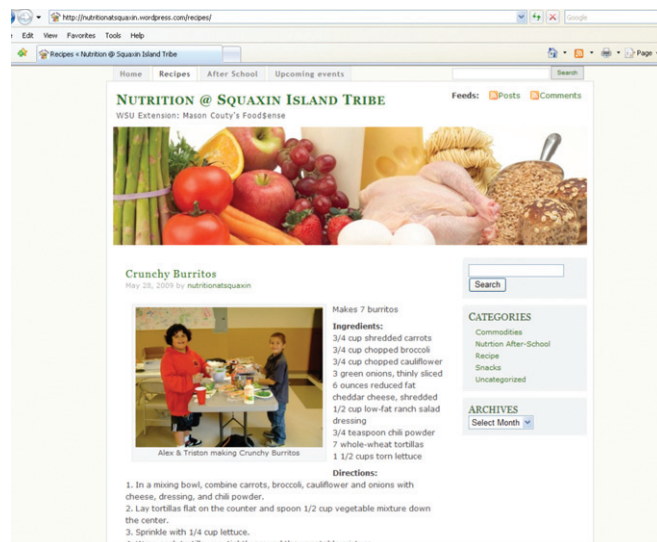 http://nutritionatsquaxin.wordpress.com/recipes/
Google
Edit View Favorites Tools Help
Recipes « Nutrition @ Squaxin Island Tribe
Page
Home Recipes After School Upcoming events
Search
NUTRITION @ SQUAXIN ISLAND TRIBE
Feeds: Posts Comments
WSU Extension: Mason Couty's Food$ense
Crunchy Burritos
May 28, 2009 by nutritionatsquaxin
Makes 7 burritos
Ingredients:
3/4 cup shredded carrots
3/4 cup chopped broccoli
3/4 cup chopped cauliflower
3 green onions, thinly sliced
6 ounces reduced fat
cheddar cheese, shredded
1/2 cup low-fat ranch salad
dressing
3/4 teaspoon chili powder
7 whole-wheat tortillas
1 1/2 cups torn lettuce
Alex & Triston making Crunchy Burritos
Directions:
1. In a mixing bowl, combine carrots, broccoli, cauliflower and onions with
cheese, dressing, and chili powder.
2. Lay tortillas flat on the counter and spoon 1/2 cup vegetable mixture down
the center.
3. Sprinkle with 1/4 cup lettuce.
Search
CATEGORIES
Commodities
Nutrtion After-School
Recipe
Snacks
Uncategorized
ARCHIVES
Select Month